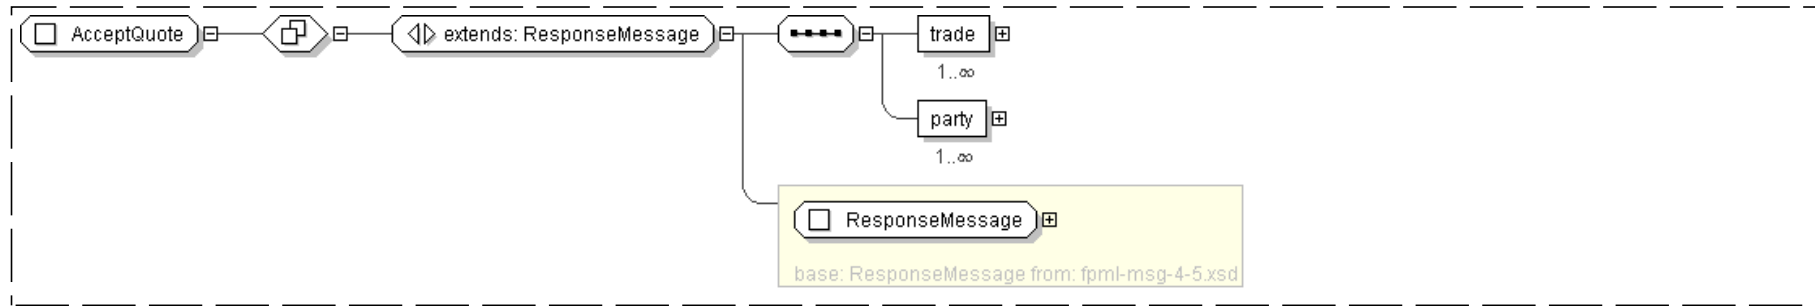 AcceptQuote
extends: ResponseMessage
trade
1..∞
party
1..∞
ResponseMessage
base: ResponseMessage from: fpml-msg-4-5.xsd